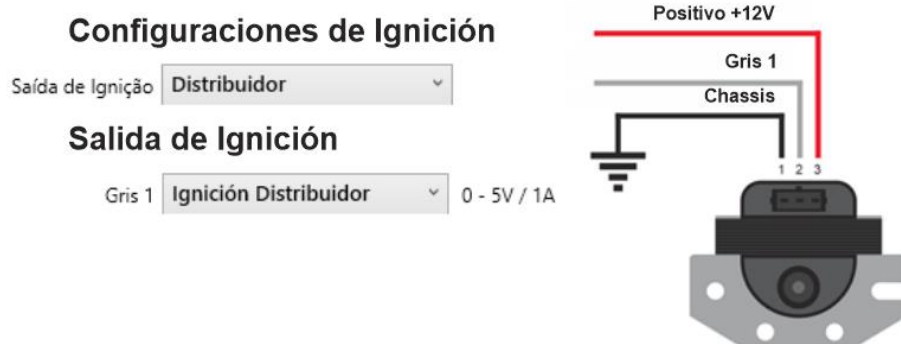 Configuraciones de Ignición
Saída de Ignição Distribuidor
Salida de Ignición
Gris 1 Ignición Distribuidor 0 - 5V / 1A
Positivo +12V
Gris 1
Chassis
1 2 3